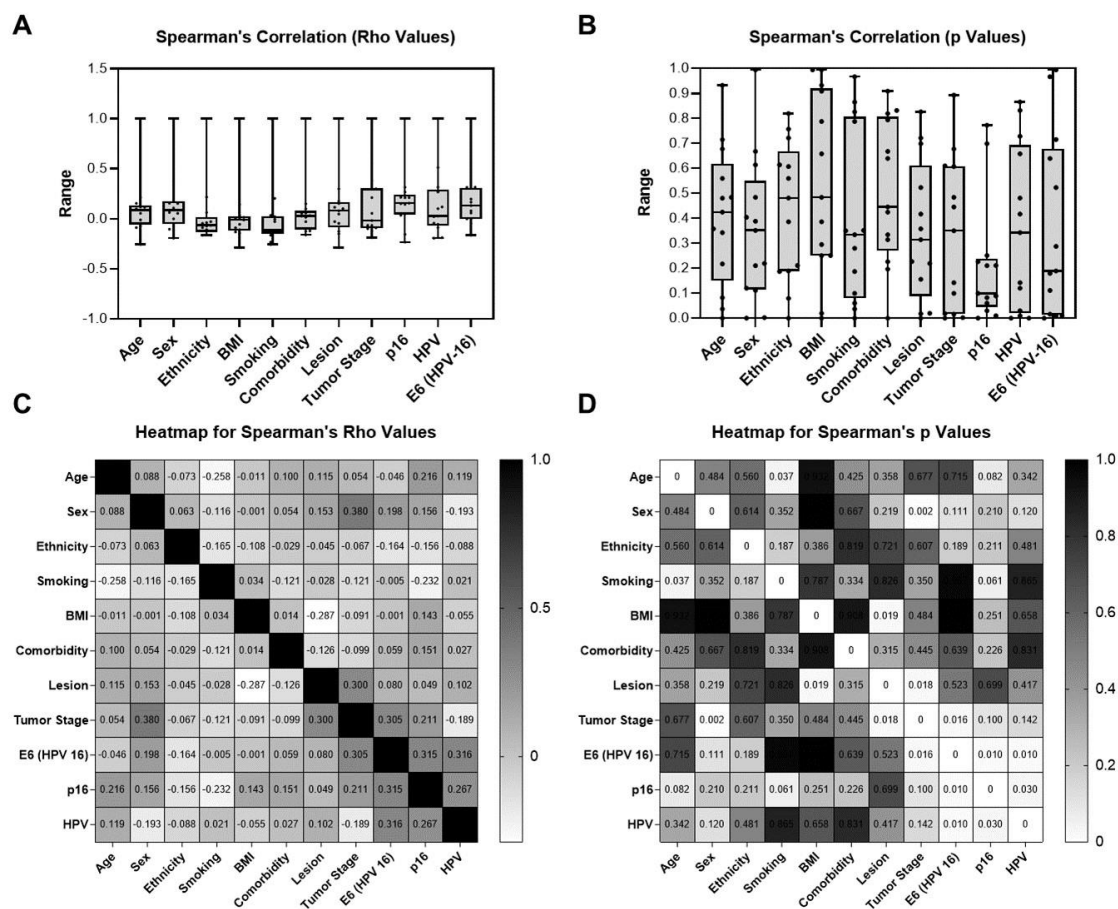 A
Spearman's Correlation (Rho Values)
Range
1.5
1.0
0.5
0.0
-0.5
-1.0
Age
Sex
Ethnicity
BMI
Smoking
Comorbidity
Lesion
Tumor Stage
p16
HPV
E6 (HPV-16)
B
Spearman's Correlation (p Values)
Range
1.0
0.9
0.8
0.7
0.6
0.5
0.4
0.3
0.2
0.1
0.0
Age
Sex
Ethnicity
BMI
Smoking
Comorbidity
Lesion
Tumor Stage
p16
HPV
E6 (HPV-16)
C
Heatmap for Spearman's Rho Values
Age 0.088 -0.073 -0.258 -0.011 0.100 0.115 0.054 -0.046 0.216 0.119
Sex 0.088 0.063 -0.116 -0.001 0.054 0.153 0.380 0.198 0.156 -0.193
Ethnicity -0.073 0.063 -0.165 -0.108 -0.029 -0.045 -0.067 -0.164 -0.156 -0.088
Smoking -0.258 -0.116 -0.165 0.034 -0.121 -0.028 -0.121 -0.005 -0.232 0.021
BMI -0.011 -0.001 -0.108 0.034 0.014 -0.287 -0.091 -0.001 0.143 -0.055
Comorbidity 0.100 0.054 -0.029 -0.121 0.014 -0.126 -0.099 0.059 0.151 0.027
Lesion 0.115 0.153 -0.045 -0.028 -0.287 -0.126 0.300 0.080 0.049 0.102
Tumor Stage 0.054 0.380 -0.067 -0.121 -0.091 -0.099 0.300 0.305 0.211 -0.189
E6 (HPV 16) -0.046 0.198 -0.164 -0.005 -0.001 0.059 0.080 0.305 0.315 0.316
p16 0.216 0.156 -0.156 -0.232 0.143 0.151 0.049 0.211 0.315 0.267
HPV 0.119 -0.193 -0.088 0.021 -0.055 0.027 0.102 -0.189 0.316 0.267
Age
Sex
Ethnicity
Smoking
BMI
Comorbidity
Lesion
Tumor Stage
E6 (HPV 16)
p16
HPV
1.0
0.5
0
D
Heatmap for Spearman's p Values
Age 0 0.484 0.560 0.037 0.932 0.425 0.358 0.677 0.715 0.082 0.342
Sex 0.484 0 0.614 0.352 0.667 0.219 0.002 0.111 0.210 0.120
Ethnicity 0.560 0.614 0 0.187 0.386 0.819 0.721 0.607 0.189 0.211 0.481
Smoking 0.037 0.352 0.187 0 0.787 0.334 0.826 0.350 0.061 0.865
BMI 0.932 0.386 0.787 0 0.908 0.019 0.484 0.251 0.658
Comorbidity 0.425 0.667 0.819 0.334 0.908 0 0.315 0.445 0.639 0.226 0.831
Lesion 0.358 0.219 0.721 0.826 0.019 0.315 0 0.018 0.523 0.699 0.417
Tumor Stage 0.677 0.002 0.607 0.350 0.484 0.445 0.018 0 0.016 0.100 0.142
E6 (HPV 16) 0.715 0.111 0.189 0.639 0.523 0.016 0 0.010 0.010
p16 0.082 0.210 0.211 0.061 0.251 0.226 0.699 0.100 0.010 0 0.030
HPV 0.342 0.120 0.481 0.865 0.658 0.831 0.417 0.142 0.010 0.030 0
Age
Sex
Ethnicity
Smoking
BMI
Comorbidity
Lesion
Tumor Stage
E6 (HPV 16)
p16
HPV
1.0
0.8
0.6
0.4
0.2
0